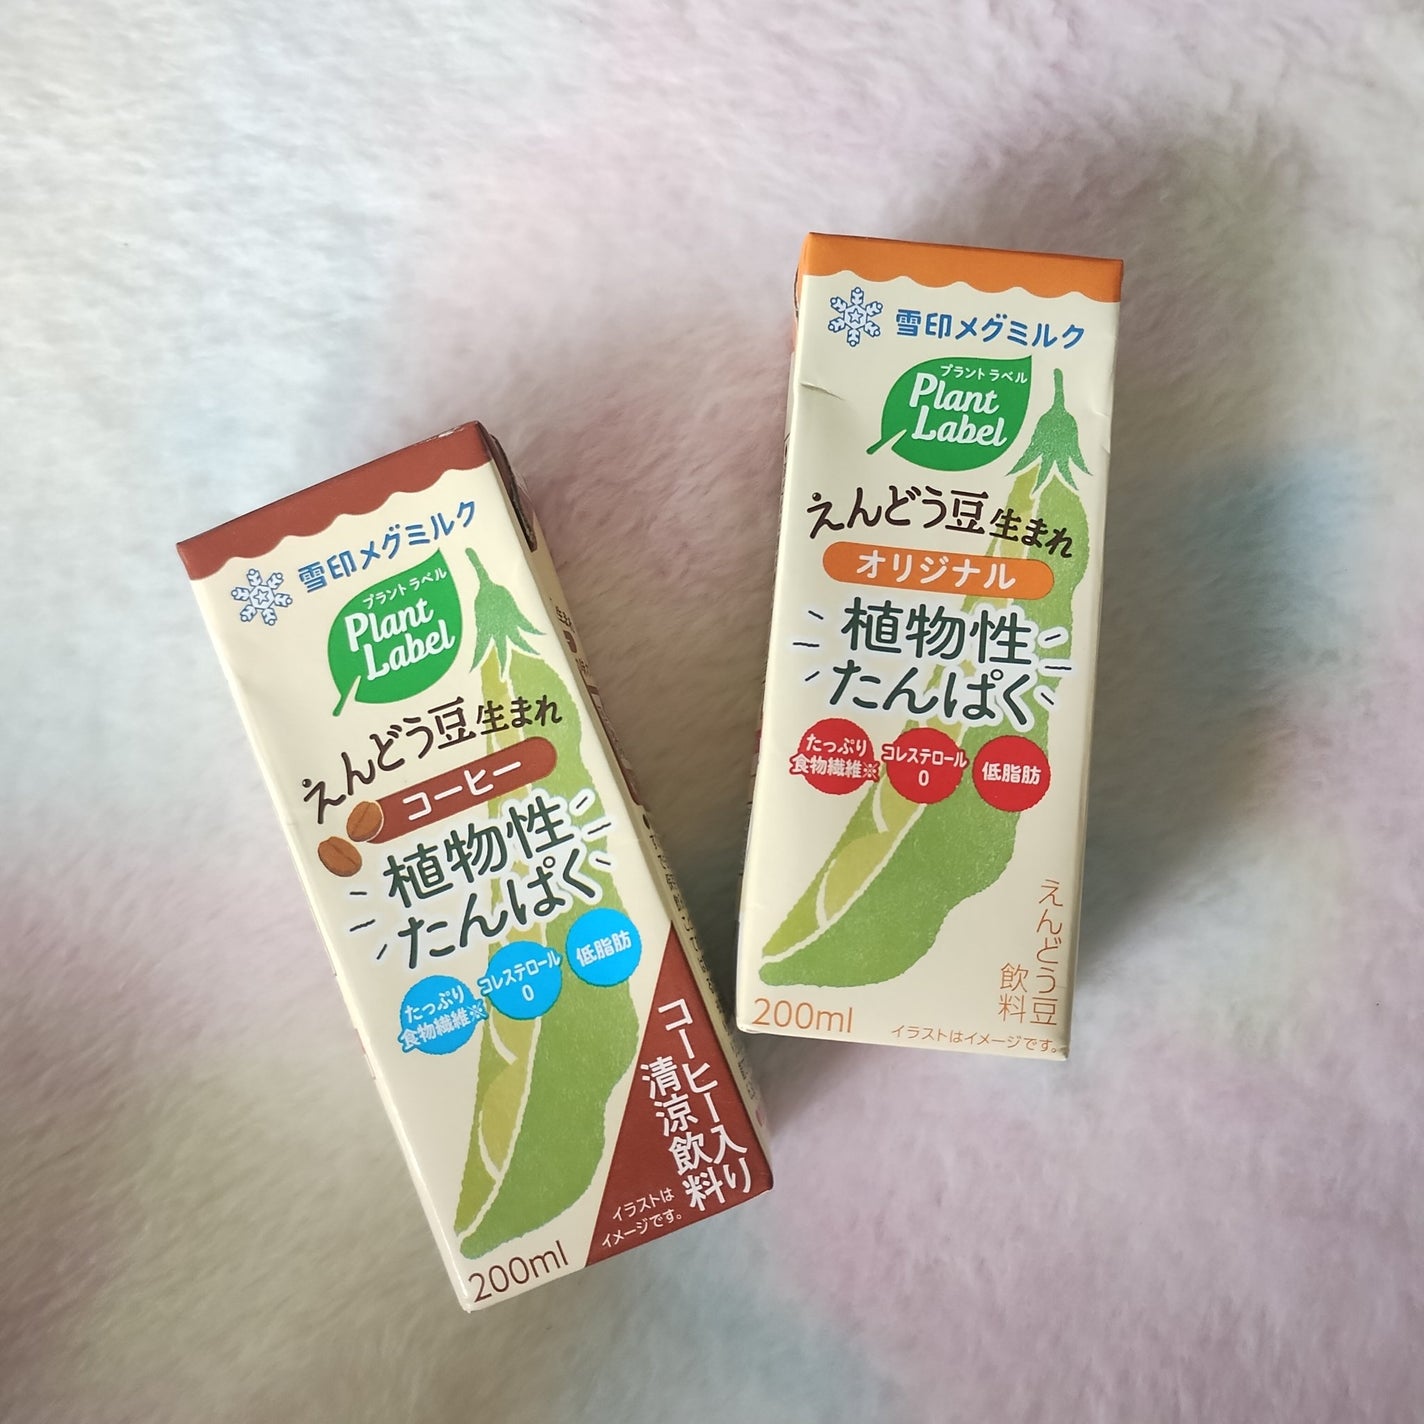 雪印メグミルク
プラントラベル
Plant
Label
えんどう豆生まれ
コーヒー
植物性
たんぱく
たっぷり
食物繊維※
コレステロール
0
低脂肪
コーヒー入り
清涼飲料
イラストは
イメージです。
200ml
雪印メグミルク
プラントラベル
Plant
Label
えんどう豆生まれ
オリジナル
植物性
たんぱく
たっぷり
食物繊維※
コレステロール
0
低脂肪
えんどう豆
飲料
200ml
イラストはイメージです。